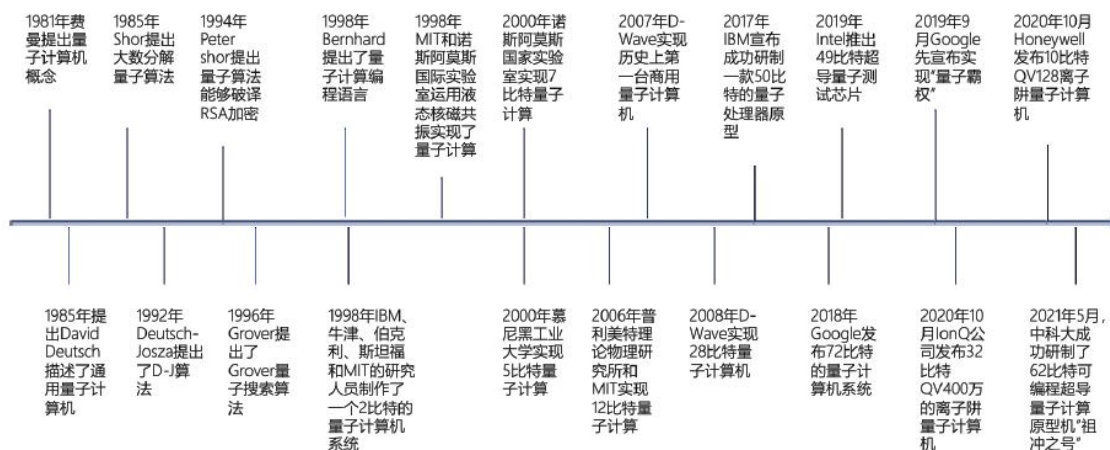 1981年费
曼提出量
子计算机
概念
1985年
Shor提出
大数分解
量子算法
1994年
Peter
shor提出
量子算法
能够破译
RSA加密
1998年
Bernhard
提出了量
子计算编
程语言
1998年
MIT和诺
斯阿莫斯
国际实验
室运用液
态核磁共
振实现了
量子计算
2000年诺
斯阿莫斯
国家实验
室实现7
比特量子
计算
2007年D-
Wave实现
历史上第
一台商用
量子计算
机
2017年
IBM宣布
成功研制
一款50比
特的量子
处理器原
型
2019年
Intel推出
49比特超
导量子测
试芯片
2019年9
月Google
先宣布实
现"量子霸
权"
2020年10月
Honeywell
发布10比特
QV128离子
阱量子计算
机
1985年提
出David
Deutsch
描述了通
用量子计
算机
1992年
Deutsch-
Josza提出
了D-J算
法
1996年
Grover提
出了
Grover量
子搜索算
法
1998年IBM、
牛津、伯克
利、斯坦福
和MIT的研究
人员制作了
一个2比特的
量子计算机
系统
2000年慕
尼黑工业
大学实现
5比特量
子计算
2006年普
利美特理
论物理研
究所和
MIT实现
12比特量
子计算
2008年D-
Wave实现
28比特量
子计算机
2018年
Google发
布72比特
的量子计
算机系统
2020年10
月IonQ公
司发布32
比特
QV400万
的离子阱
量子计算
机
2021年5月，
中科大成
功研制了
62比特可
编程超导
量子计算
原型机"祖
冲之号"